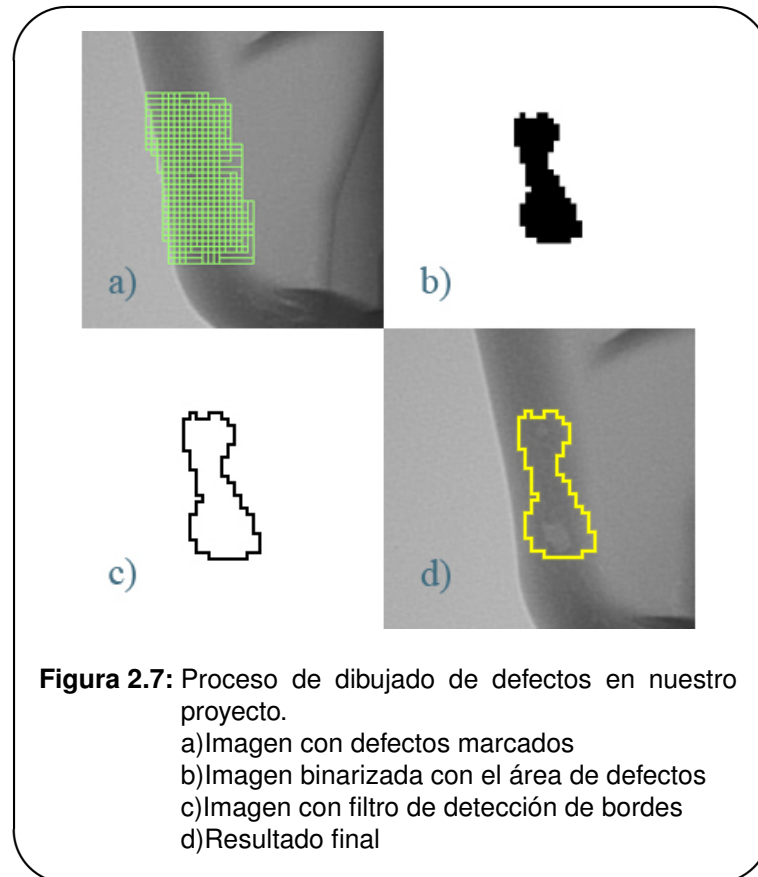 a)
b)
c)
d)
Figura 2.7: Proceso de dibujado de defectos en nuestro
proyecto.
a)Imagen con defectos marcados
b)Imagen binarizada con el área de defectos
c)Imagen con filtro de detección de bordes
d)Resultado final